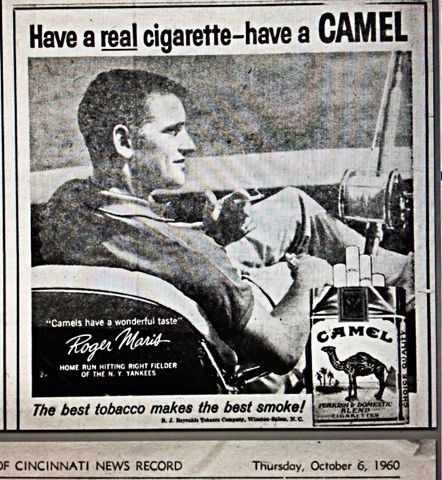 Have a real cigarette–have a CAMEL
"Camels have a wonderful taste"
Roger Maris
HOME RUN HITTING RIGHT FIELDER
OF THE N. Y. YANKEES
CAMEL
TURKISH & DOMESTIC
BLEND
CIGARETTES
CHOICE QUALITY
The best tobacco makes the best smoke!
R. J. Reynolds Tobacco Company, Winston-Salem, N. C.
OF CINCINNATI NEWS RECORD
Thursday, October 6, 1960